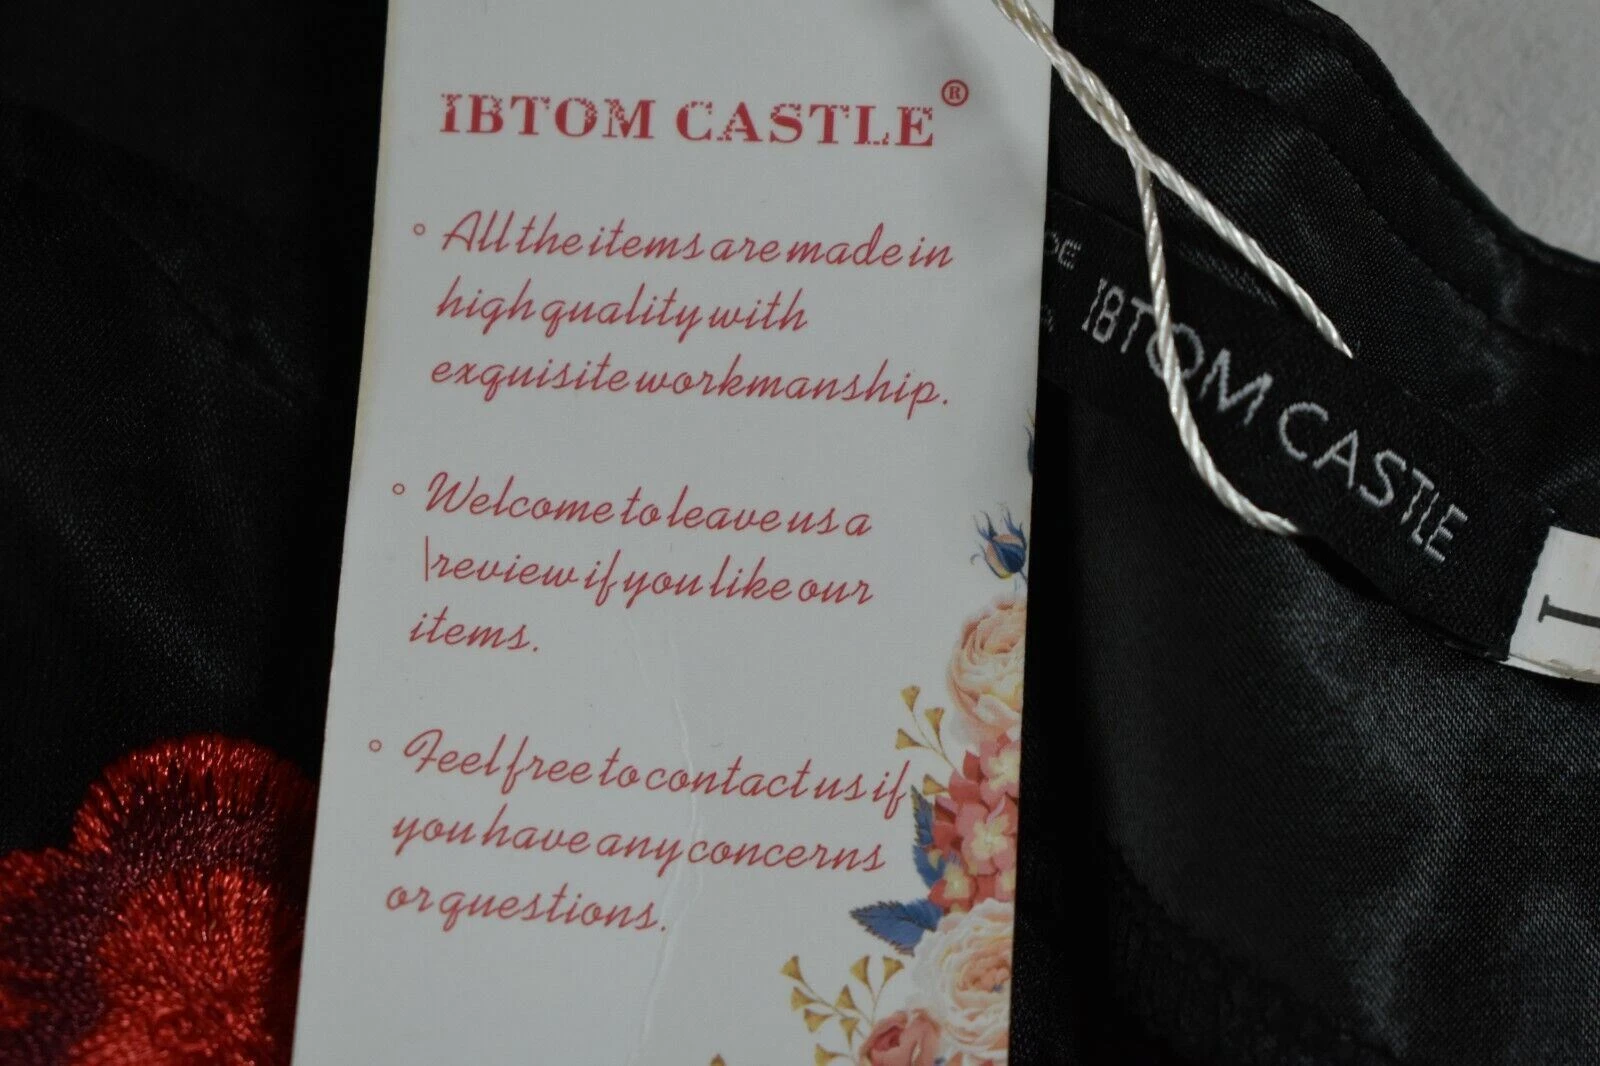 IBTOM CASTLE®
° All the items are made in
high quality with
exquisite workmanship.
° Welcome to leave us a
\review if you like our
items.
° Feel free to contact us if
you have any concerns
or questions.
IBTOM CASTLE
L